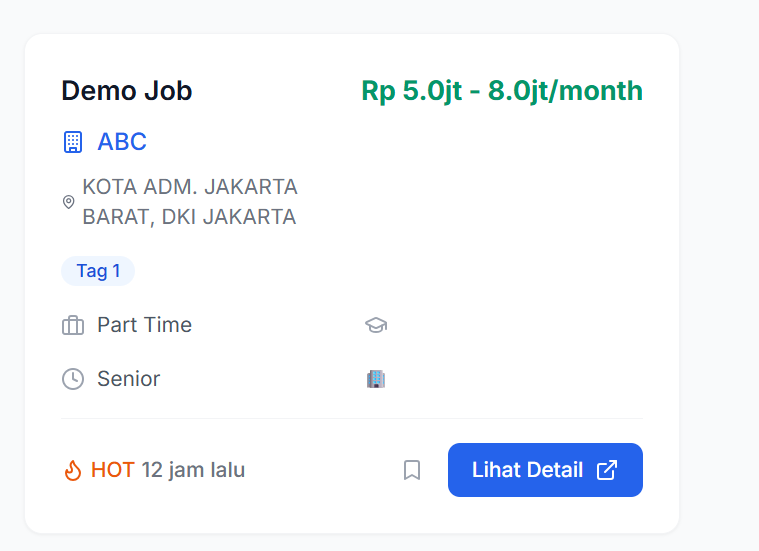 Demo Job
Rp 5.0jt - 8.0jt/month
ABC
KOTA ADM. JAKARTA
BARAT, DKI JAKARTA
Tag 1
Part Time
Senior
HOT 12 jam lalu
Lihat Detail